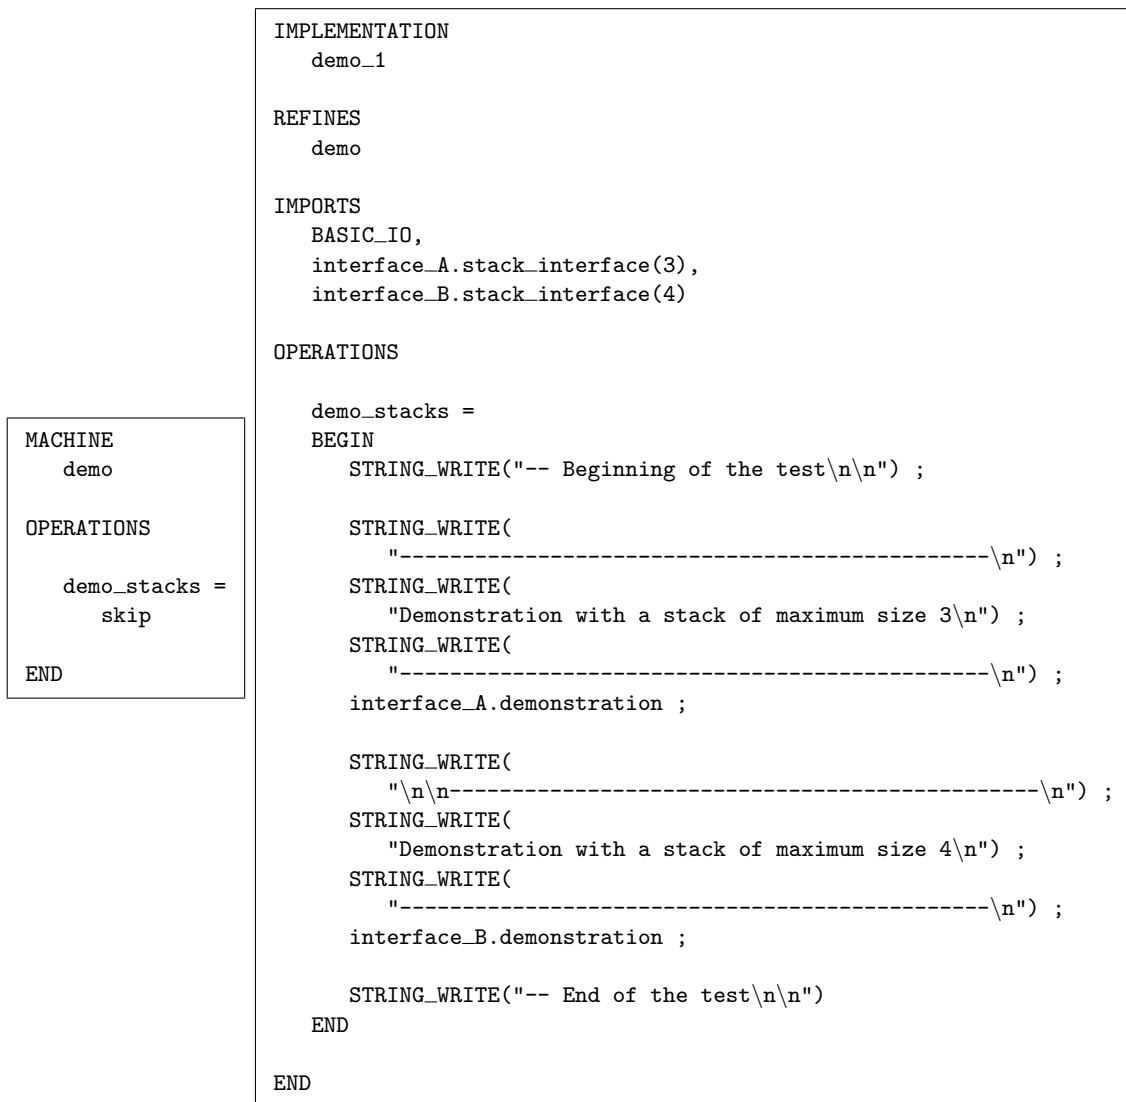 MACHINE
   demo

OPERATIONS

   demo_stacks =
      skip

END

IMPLEMENTATION
   demo_1

REFINES
   demo

IMPORTS
   BASIC_IO,
   interface_A.stack_interface(3),
   interface_B.stack_interface(4)

OPERATIONS

   demo_stacks =
   BEGIN
      STRING_WRITE("-- Beginning of the test\n\n") ;

      STRING_WRITE(
         "-----------------------------------------------\n") ;
      STRING_WRITE(
         "Demonstration with a stack of maximum size 3\n") ;
      STRING_WRITE(
         "-----------------------------------------------\n") ;
      interface_A.demonstration ;

      STRING_WRITE(
         "\n\n-----------------------------------------------\n") ;
      STRING_WRITE(
         "Demonstration with a stack of maximum size 4\n") ;
      STRING_WRITE(
         "-----------------------------------------------\n") ;
      interface_B.demonstration ;

      STRING_WRITE("-- End of the test\n\n")
   END

END